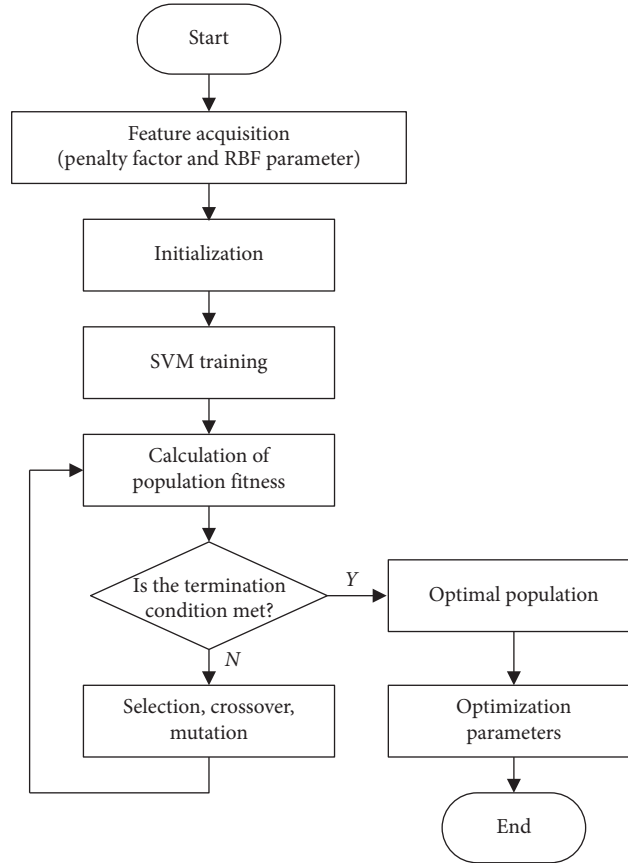 Start
Feature acquisition
(penalty factor and RBF parameter)
Initialization
SVM training
Calculation of
population fitness
Is the termination
condition met?
Y
Optimal population
N
Selection, crossover,
mutation
Optimization
parameters
End